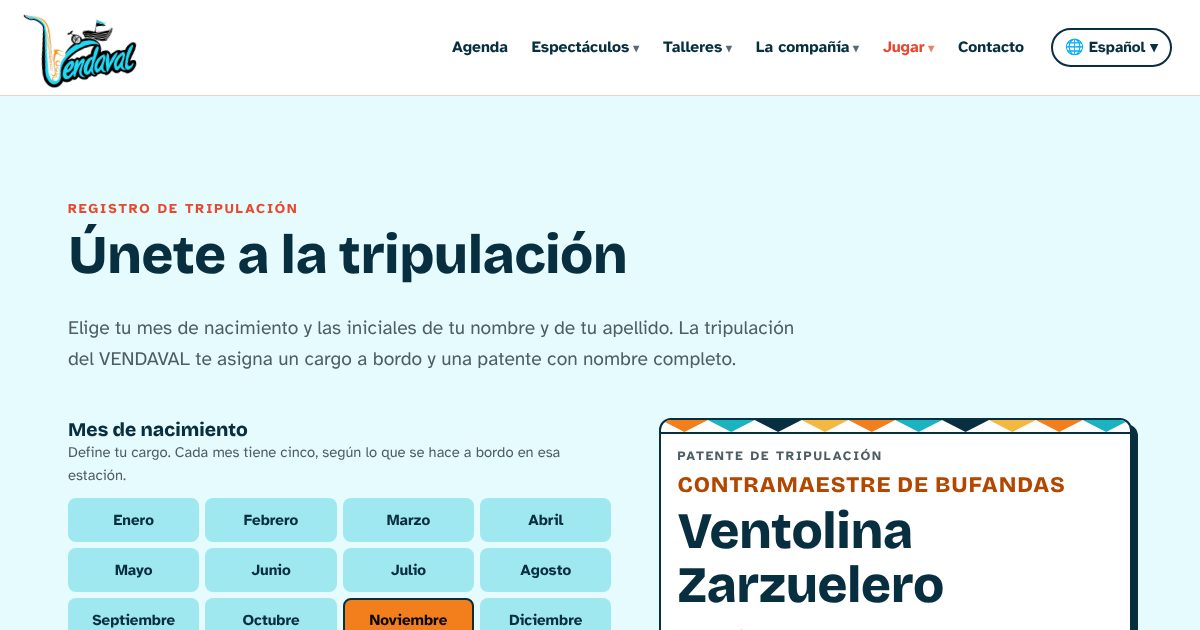 Vendaval
Agenda
Espectáculos ▾
Talleres ▾
La compañía ▾
Jugar ▾
Contacto
🌐 Español ▾
REGISTRO DE TRIPULACIÓN
Únete a la tripulación
Elige tu mes de nacimiento y las iniciales de tu nombre y de tu apellido. La tripulación
del VENDAVAL te asigna un cargo a bordo y una patente con nombre completo.
Mes de nacimiento
Define tu cargo. Cada mes tiene cinco, según lo que se hace a bordo en esa
estación.
Enero
Febrero
Marzo
Abril
Mayo
Junio
Julio
Agosto
Septiembre
Octubre
Noviembre
Diciembre
PATENTE DE TRIPULACIÓN
CONTRAMAESTRE DE BUFANDAS
Ventolina
Zarzuelero